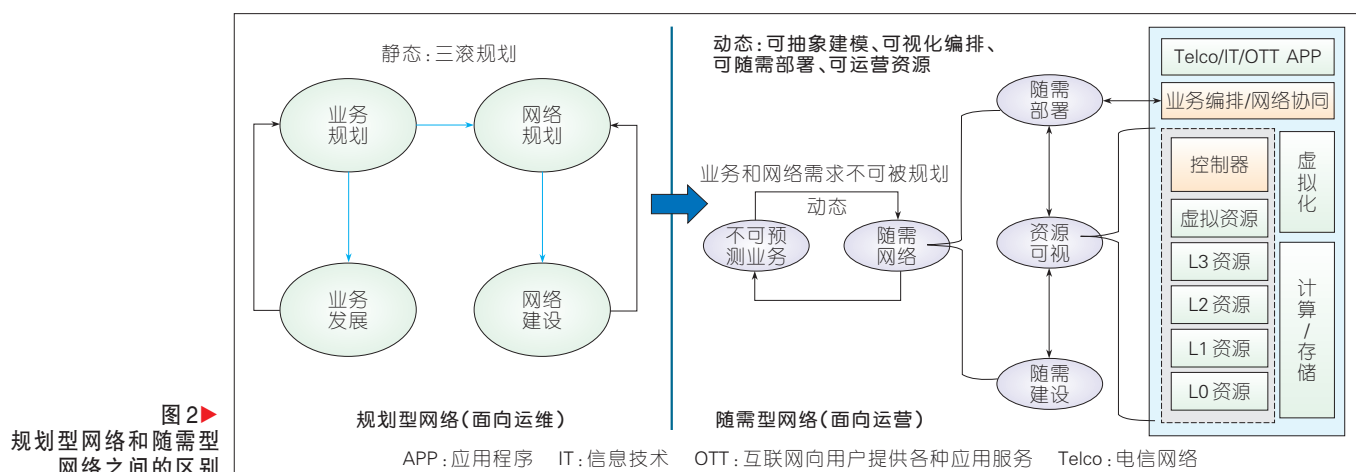 静态：三滚规划
业务
规划
网络
规划
业务
发展
网络
建设
规划型网络（面向运维）
动态：可抽象建模、可视化编排、
可随需部署、可运营资源
业务和网络需求不可被规划
动态
不可预
测业务
随需
网络
随需
部署
资源
可视
随需
建设
随需型网络（面向运营）
Telco/IT/OTT APP
业务编排/网络协同
控制器
虚拟资源
L3 资源
L2 资源
L1 资源
L0 资源
虚
拟
化
计
算
/
存
储
图 2▶
规划型网络和随需型
网络之间的区别
APP：应用程序 IT：信息技术 OTT：互联网向用户提供各种应用服务 Telco：电信网络